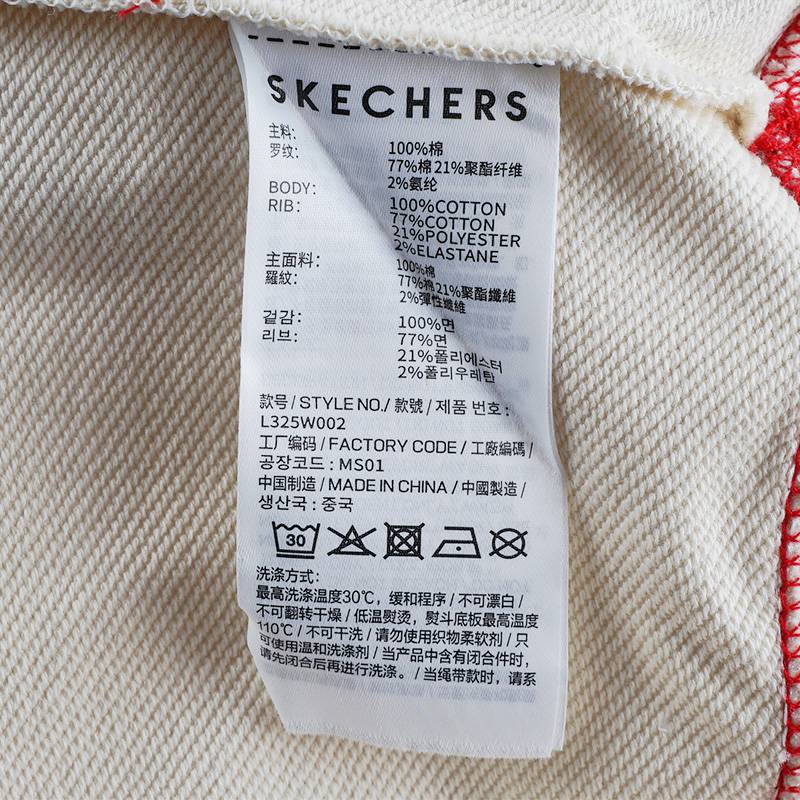 SKECHERS
主料: 100%棉
罗纹: 77%棉 21%聚酯纤维
2%氨纶
BODY: 100%COTTON
RIB: 77%COTTON
21%POLYESTER
2%ELASTANE
主面料: 100%棉
羅紋: 77%棉 21%聚酯纖維
2%彈性纖維
겉감: 100%면
리브: 77%면
21%폴리에스터
2%폴리우레탄
款号 / STYLE NO./ 款號 / 제품 번호 :
L325W002
工厂编码 / FACTORY CODE / 工廠編碼 /
공장코드 : MS01
中国制造 / MADE IN CHINA / 中國製造 /
생산국 : 중국
30
洗涤方式:
最高洗涤温度30℃，缓和程序 / 不可漂白 /
不可翻转干燥 / 低温熨烫，熨斗底板最高温度
110℃ / 不可干洗 / 请勿使用织物柔软剂 / 只
可使用温和洗涤剂 / 当产品中含有闭合件时，
请先闭合后再进行洗涤。/ 当绳带款时，请系